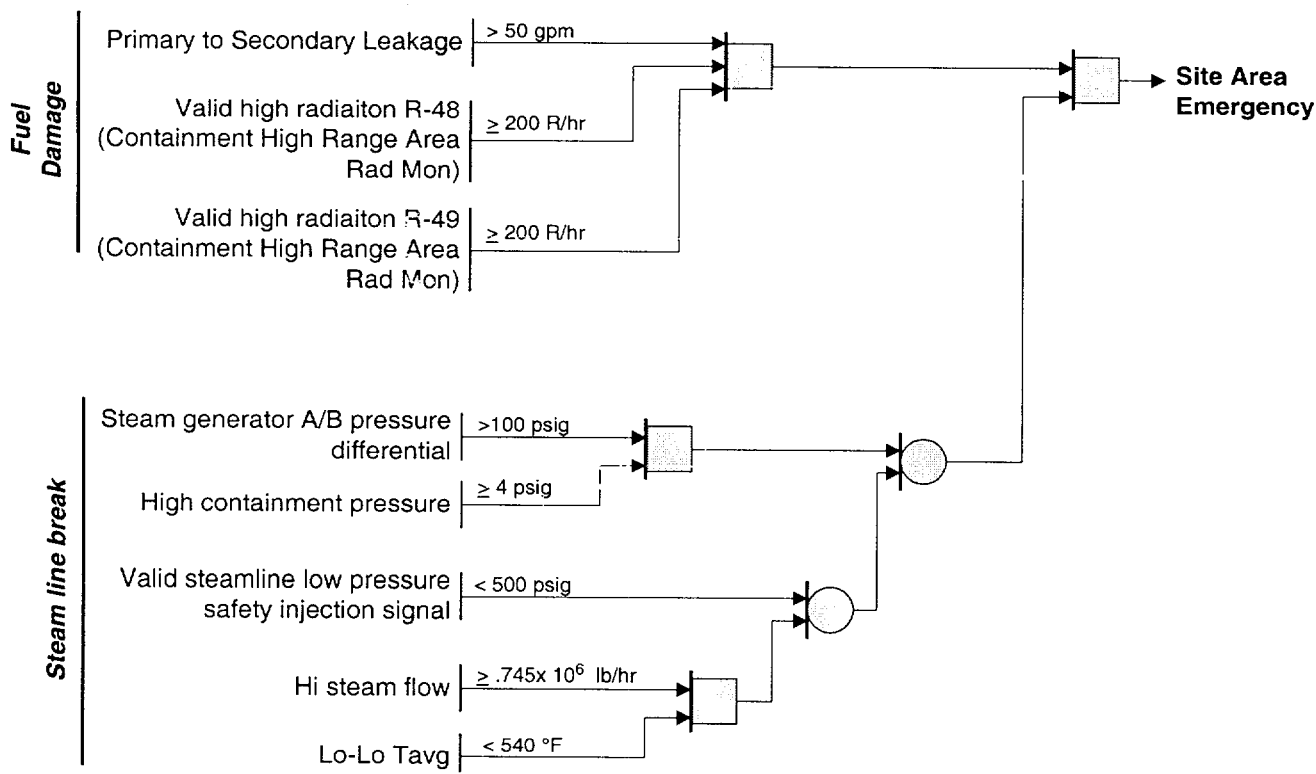 Fuel
Damage
Primary to Secondary Leakage
> 50 gpm
Valid high radiaiton R-48
(Containment High Range Area
Rad Mon)
≥ 200 R/hr
Valid high radiaiton R-49
(Containment High Range Area
Rad Mon)
≥ 200 R/hr
Site Area
Emergency
Steam line break
Steam generator A/B pressure
differential
>100 psig
High containment pressure
≥ 4 psig
Valid steamline low pressure
safety injection signal
< 500 psig
Hi steam flow
≥ .745x 10⁶ lb/hr
Lo-Lo Tavg
< 540 °F